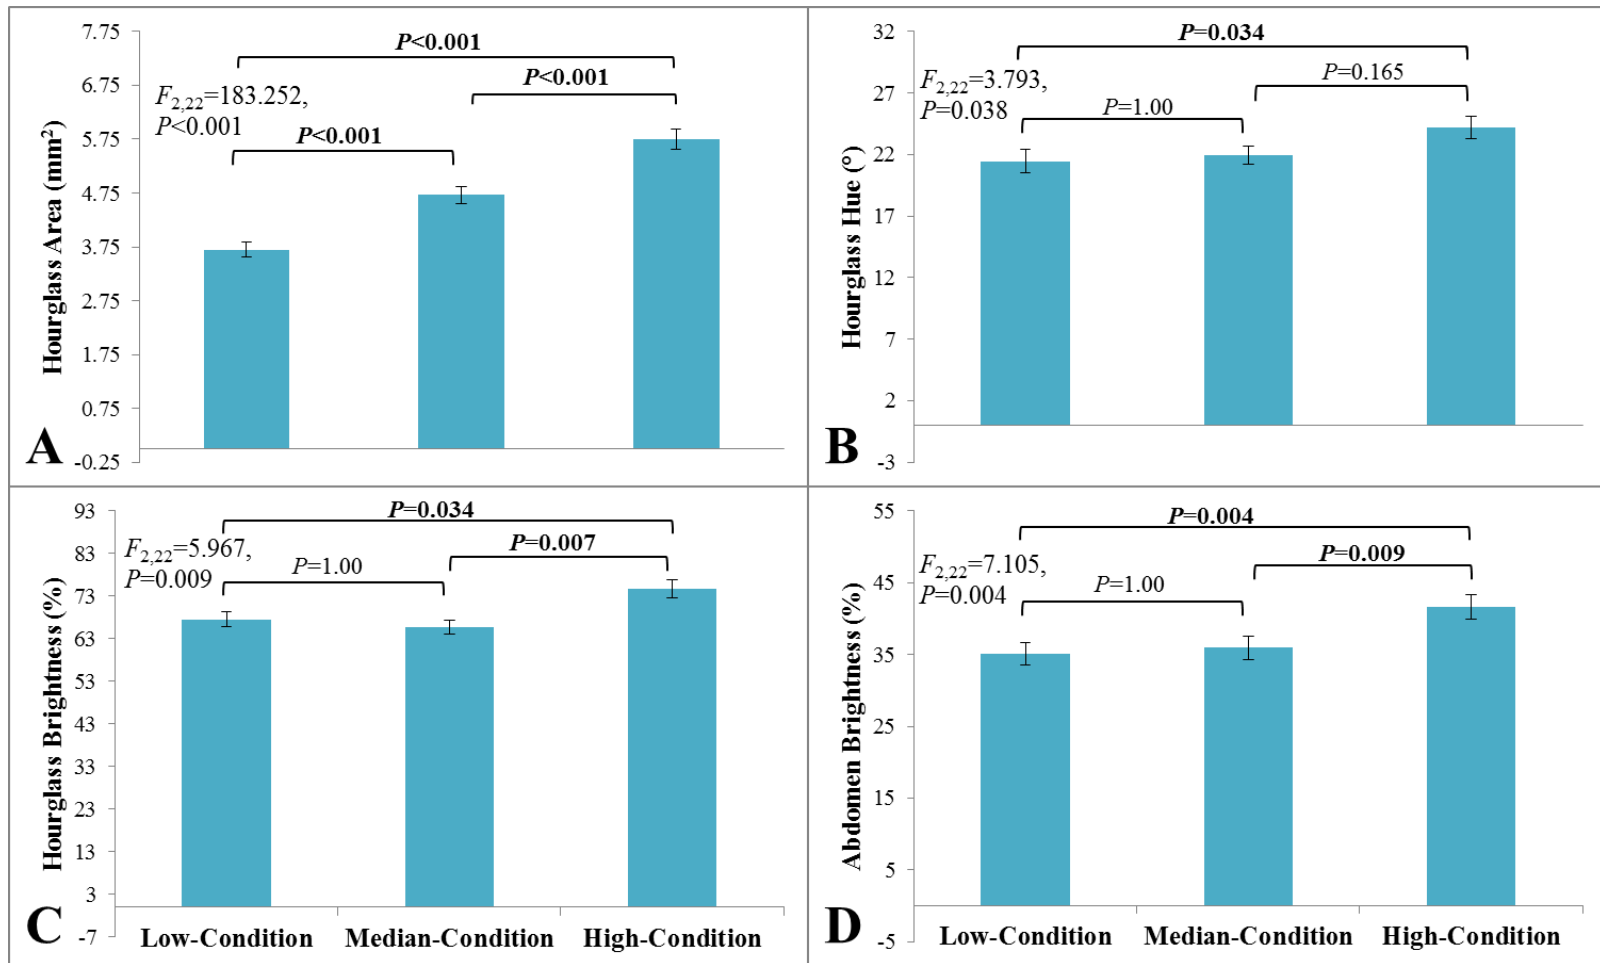 7.75
6.75
5.75
4.75
3.75
2.75
1.75
0.75
-0.25
Hourglass Area (mm²)
P<0.001
P<0.001
F2,22=183.252,
P<0.001
P<0.001
A
32
27
22
17
12
7
2
-3
Hourglass Hue (°)
P=0.034
P=0.165
F2,22=3.793,
P=0.038
P=1.00
B
93
83
73
63
53
43
33
23
13
3
-7
Hourglass Brightness (%)
P=0.034
P=0.007
F2,22=5.967,
P=0.009
P=1.00
C
Low-Condition Median-Condition High-Condition
55
45
35
25
15
5
-5
Abdomen Brightness (%)
P=0.004
P=0.009
F2,22=7.105,
P=0.004
P=1.00
D
Low-Condition Median-Condition High-Condition